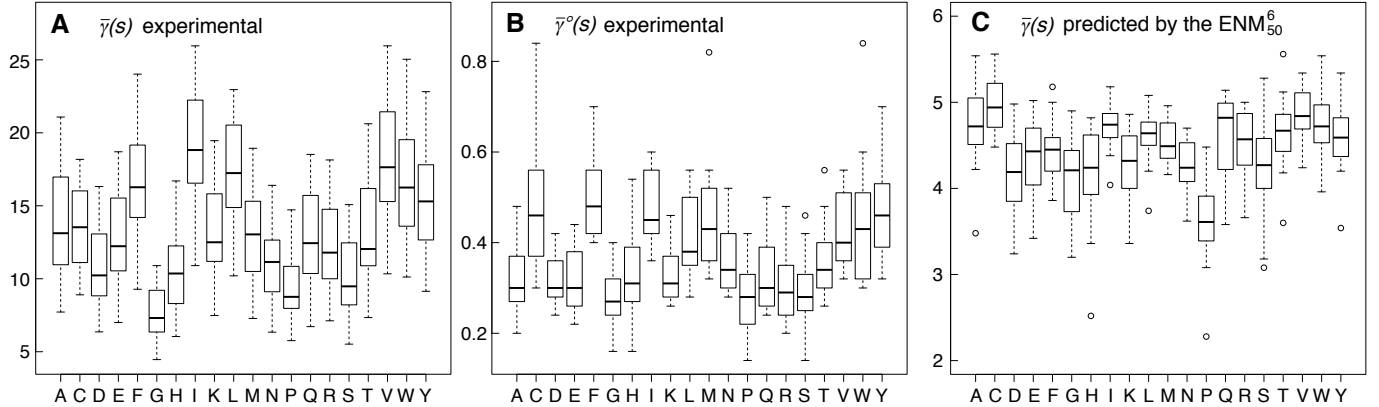 A γ̄(s) experimental
25
20
15
10
5
A C D E F G H I K L M N P Q R S T V W Y
B γ̄°(s) experimental
0.8
0.6
0.4
0.2
A C D E F G H I K L M N P Q R S T V W Y
C γ̄(s) predicted by the ENM⁶₅₀
6
5
4
3
2
A C D E F G H I K L M N P Q R S T V W Y